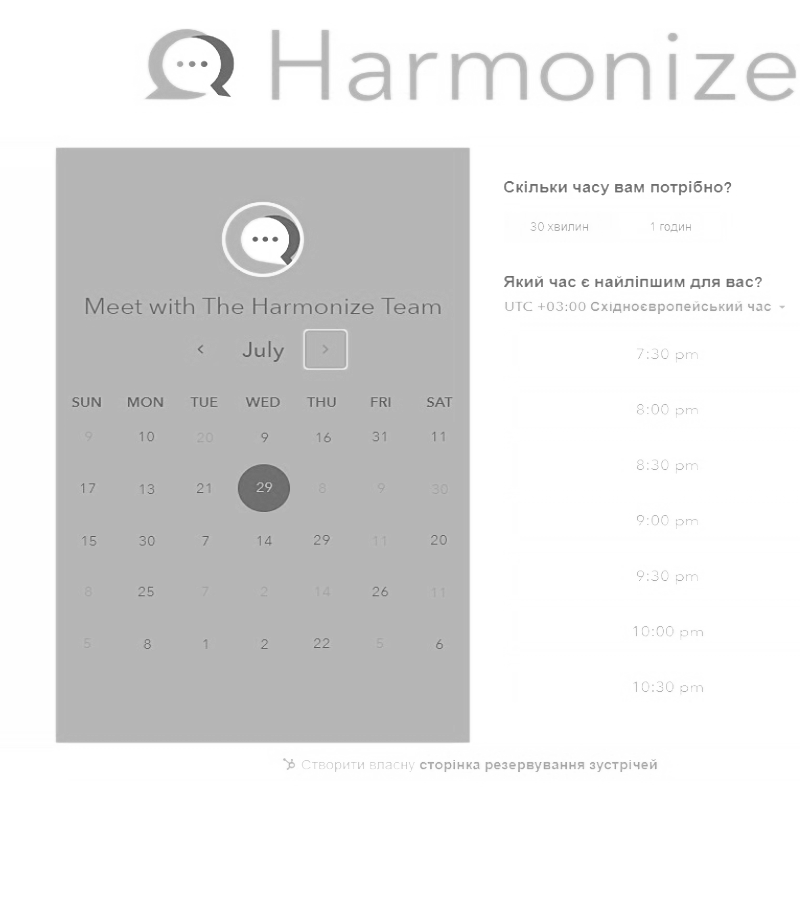 Harmonize
Meet with The Harmonize Team
July
SUN MON TUE WED THU FRI SAT
9 10 20 9 16 31 11
17 13 21 29 8 9 30
15 30 7 14 29 11 20
8 25 7 2 14 26 11
5 8 1 2 22 5 6
Скільки часу вам потрібно?
30 хвилин 1 годин
Який час є найліпшим для вас?
UTC +03:00 Східноєвропейський час
7:30 pm
8:00 pm
8:30 pm
9:00 pm
9:30 pm
10:00 pm
10:30 pm
Створити власну сторінка резервування зустрічей